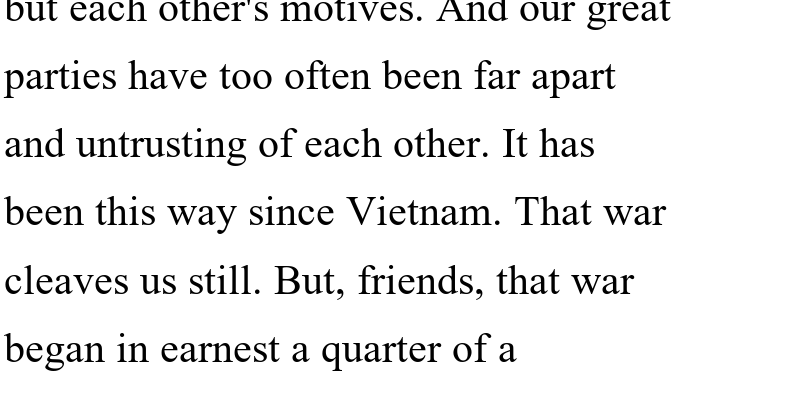 but each other's motives. And our great
parties have too often been far apart
and untrusting of each other. It has
been this way since Vietnam. That war
cleaves us still. But, friends, that war
began in earnest a quarter of a